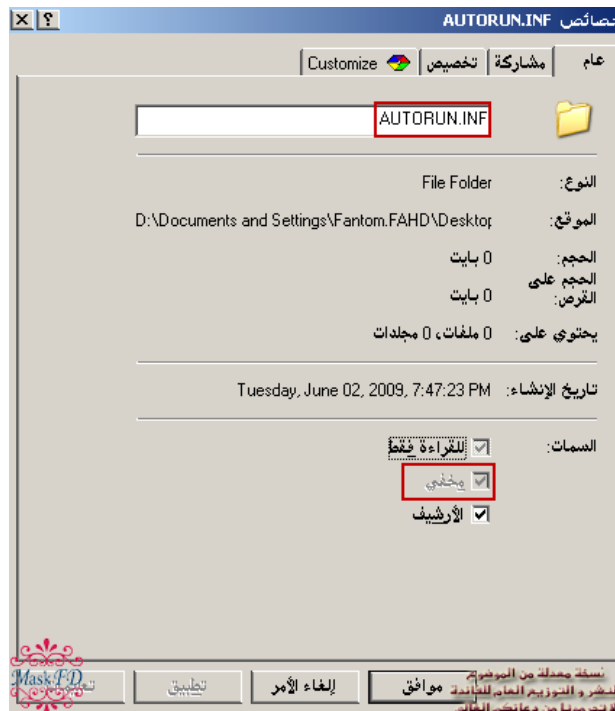 خصائص AUTORUN.INF
عام
مشاركة
تخصيص
Customize
AUTORUN.INF
النوع: File Folder
الموقع: D:\Documents and Settings\Fantom.FAHD\Desktop
الحجم: 0 بايت
الحجم على القرص: 0 بايت
يحتوي على: 0 ملفات، 0 مجلدات
تاريخ الإنشاء: Tuesday, June 02, 2009, 7:47:23 PM
السمات: للقراءة فقط
مخفي
الأرشيف
موافق
إلغاء الأمر
تطبيق
Mask FD
نسخة معدلة من الموضوع
للنشر و التوزيع العام للفائدة